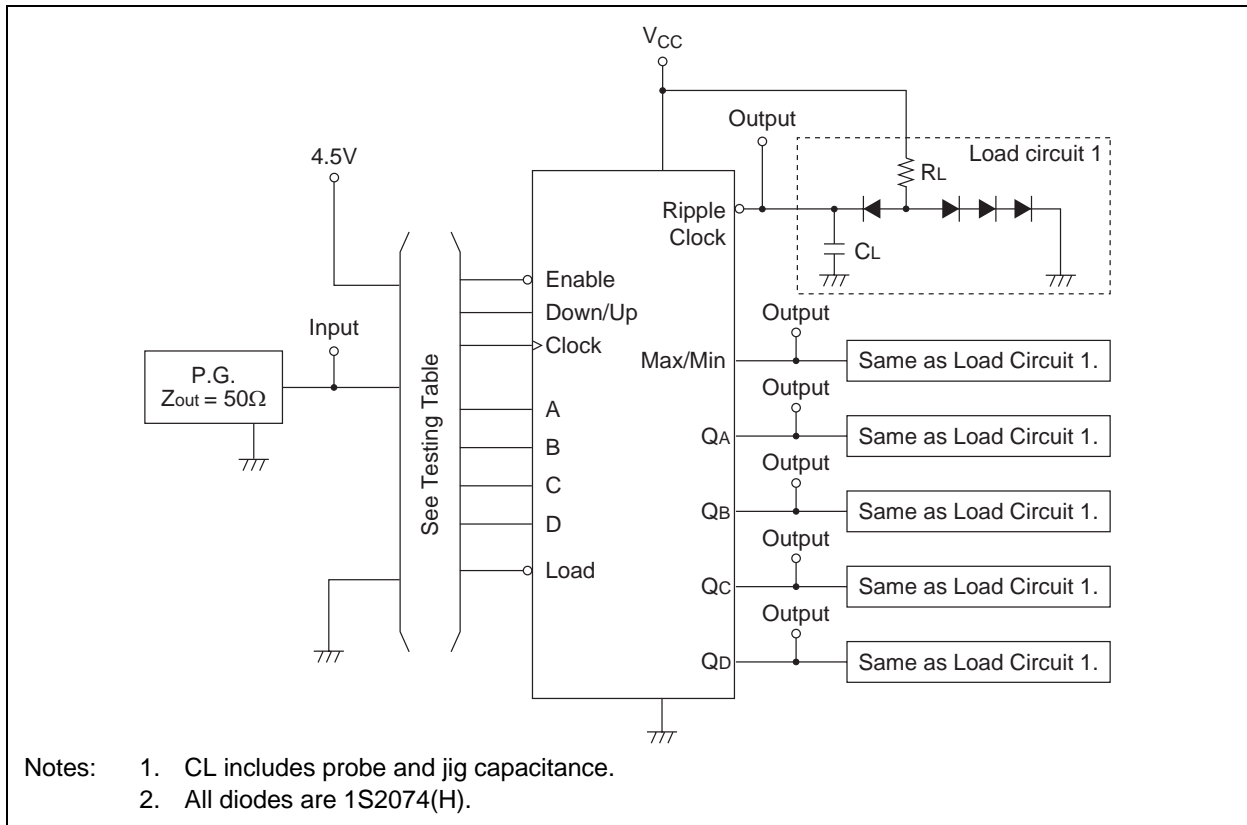 VCC
Output
4.5V
Load circuit 1
RL
Ripple
Clock
CL
Enable
Down/Up
Clock
Input
Output
P.G.
Zout = 50Ω
Max/Min
Same as Load Circuit 1.
See Testing Table
A
Output
QA
Same as Load Circuit 1.
B
C
Output
QB
Same as Load Circuit 1.
D
Load
Output
QC
Same as Load Circuit 1.
Output
QD
Same as Load Circuit 1.
Notes: 1. CL includes probe and jig capacitance.
2. All diodes are 1S2074(H).